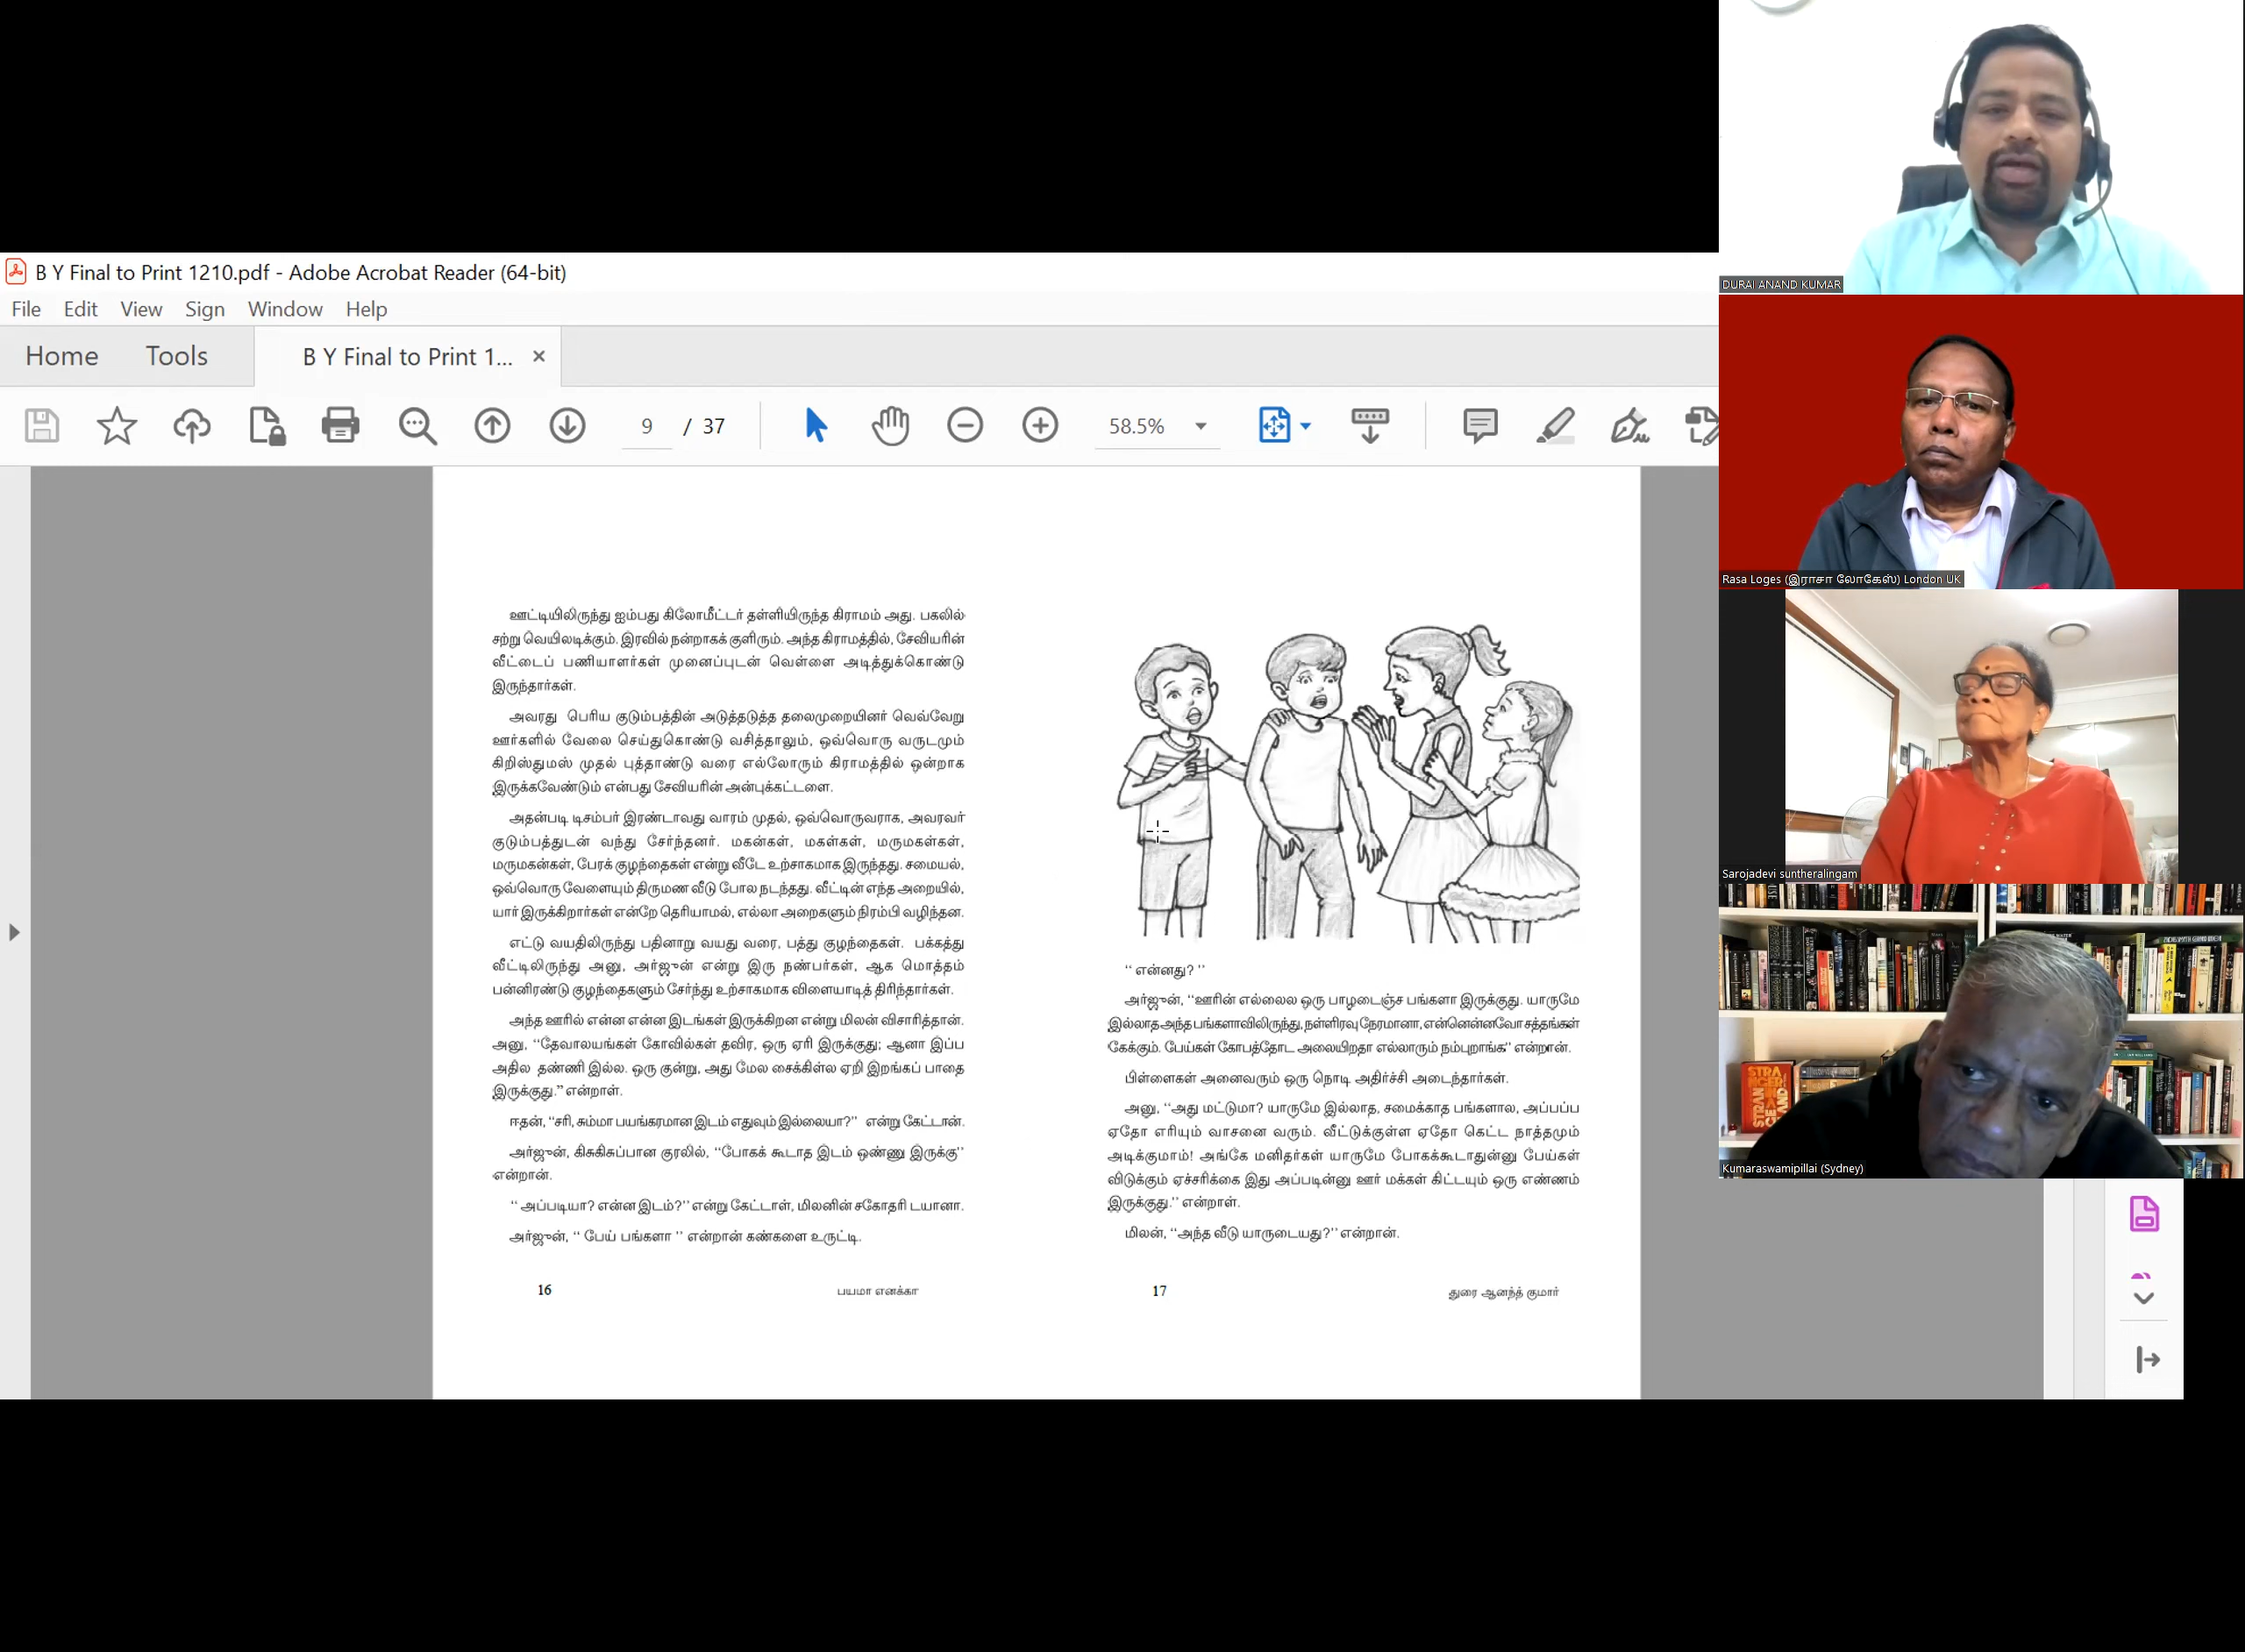 B Y Final to Print 1210.pdf - Adobe Acrobat Reader (64-bit)
File Edit View Sign Window Help
Home Tools B Y Final to Print 1... ×
9 / 37 58.5%
ஊட்டியிலிருந்து ஐம்பது கிலோமீட்டர் தள்ளியிருந்த கிராமம் அது. பகலில்
சற்று வெயிலடிக்கும். இரவில் நன்றாகக் குளிரும். அந்த கிராமத்தில், சேவியரின்
வீட்டைப் பணியாளர்கள் முனைப்புடன் வெள்ளை அடித்துக்கொண்டு
இருந்தார்கள்.
அவரது பெரிய குடும்பத்தின் அடுத்தடுத்த தலைமுறையினர் வெவ்வேறு
ஊர்களில் வேலை செய்துகொண்டு வசித்தாலும், ஒவ்வொரு வருடமும்
கிறிஸ்துமஸ் முதல் புத்தாண்டு வரை எல்லோரும் கிராமத்தில் ஒன்றாக
இருக்கவேண்டும் என்பது சேவியரின் அன்புக்கட்டளை.
அதன்படி டிசம்பர் இரண்டாவது வாரம் முதல், ஒவ்வொருவராக, அவரவர்
குடும்பத்துடன் வந்து சேர்ந்தனர். மகன்கள், மகள்கள், மருமகள்கள்,
மருமகன்கள், பேரக் குழந்தைகள் என்று வீடே உற்சாகமாக இருந்தது. சமையல்,
ஒவ்வொரு வேளையும் திருமண வீடு போல நடந்தது. வீட்டின் எந்த அறையில்,
யார் இருக்கிறார்கள் என்றே தெரியாமல், எல்லா அறைகளும் நிரம்பி வழிந்தன.
எட்டு வயதிலிருந்து பதினாறு வயது வரை, பத்து குழந்தைகள். பக்கத்து
வீட்டிலிருந்து அனு, அர்ஜுன் என்று இரு நண்பர்கள், ஆக மொத்தம்
பன்னிரண்டு குழந்தைகளும் சேர்ந்து உற்சாகமாக விளையாடித் திரிந்தார்கள்.
அந்த ஊரில் என்ன என்ன இடங்கள் இருக்கிறன என்று மிலன் விசாரித்தான்.
அனு, “தேவாலயங்கள் கோவில்கள் தவிர, ஒரு ஏரி இருக்குது; ஆனா இப்ப
அதில தண்ணி இல்ல. ஒரு குன்று, அது மேல சைக்கிள்ல ஏறி இறங்கப் பாதை
இருக்குது.” என்றாள்.
ஈதன், “சரி, சும்மா பயங்கரமான இடம் எதுவும் இல்லையா?” என்று கேட்டான்.
அர்ஜுன், கிசுகிசுப்பான குரலில், “போகக் கூடாத இடம் ஒண்ணு இருக்கு”
என்றான்.
“ அப்படியா? என்ன இடம்?” என்று கேட்டாள், மிலனின் சகோதரி டயானா.
அர்ஜுன், “ பேய் பங்களா ” என்றான் கண்களை உருட்டி.
16 பயமா எனக்கா
“ என்னது? ”
அர்ஜுன், “ஊரின் எல்லைல ஒரு பாழடைஞ்ச பங்களா இருக்குது. யாருமே
இல்லாத அந்த பங்களாவிலிருந்து, நள்ளிரவு நேரமானா, என்னென்னவோ சத்தங்கள்
கேக்கும். பேய்கள் கோபத்தோட அலையிறதா எல்லாரும் நம்புறாங்க” என்றான்.
பிள்ளைகள் அனைவரும் ஒரு நொடி அதிர்ச்சி அடைந்தார்கள்.
அனு, “அது மட்டுமா? யாருமே இல்லாத, சமைக்காத பங்களால, அப்பப்ப
ஏதோ எரியும் வாசனை வரும். வீட்டுக்குள்ள ஏதோ கெட்ட நாத்தமும்
அடிக்குமாம்! அங்கே மனிதர்கள் யாருமே போகக்கூடாதுன்னு பேய்கள்
விடுக்கும் ஏச்சரிக்கை இது அப்படின்னு ஊர் மக்கள் கிட்டயும் ஒரு எண்ணம்
இருக்குது.” என்றாள்.
மிலன், “அந்த வீடு யாருடையது?” என்றான்.
17 துரை ஆனந்த் குமார்
DURAI ANAND KUMAR
Rasa Loges (இராசா லோகேஸ்) London UK
Sarojadevi suntheralingam
Kumaraswamipillai (Sydney)